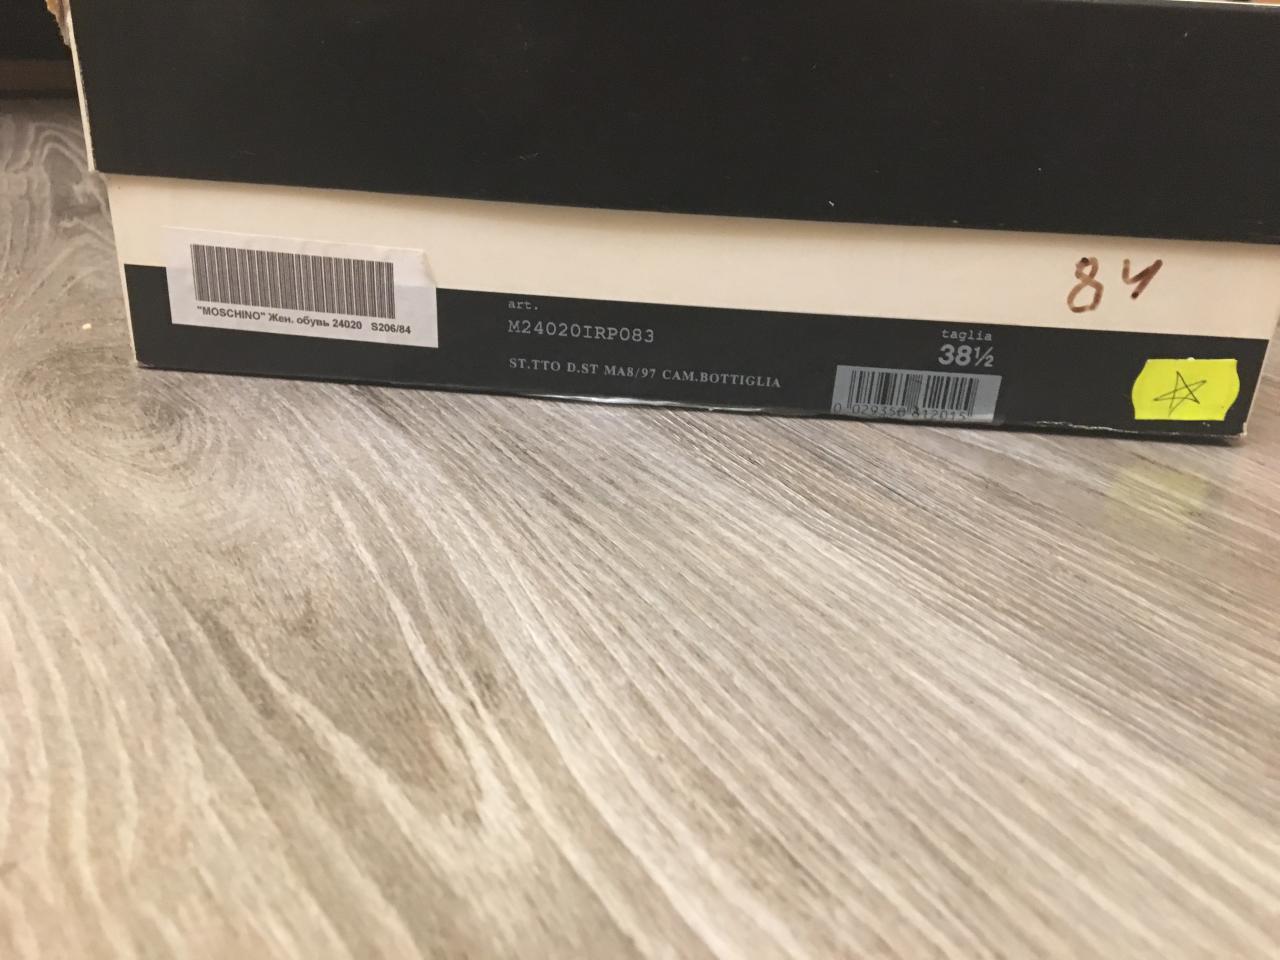 "MOSCHINO" Жен. обувь 24020 S206/84
art.
M24020IRP083
ST.TTO D.ST MA8/97 CAM.BOTTIGLIA
taglia
38½
84